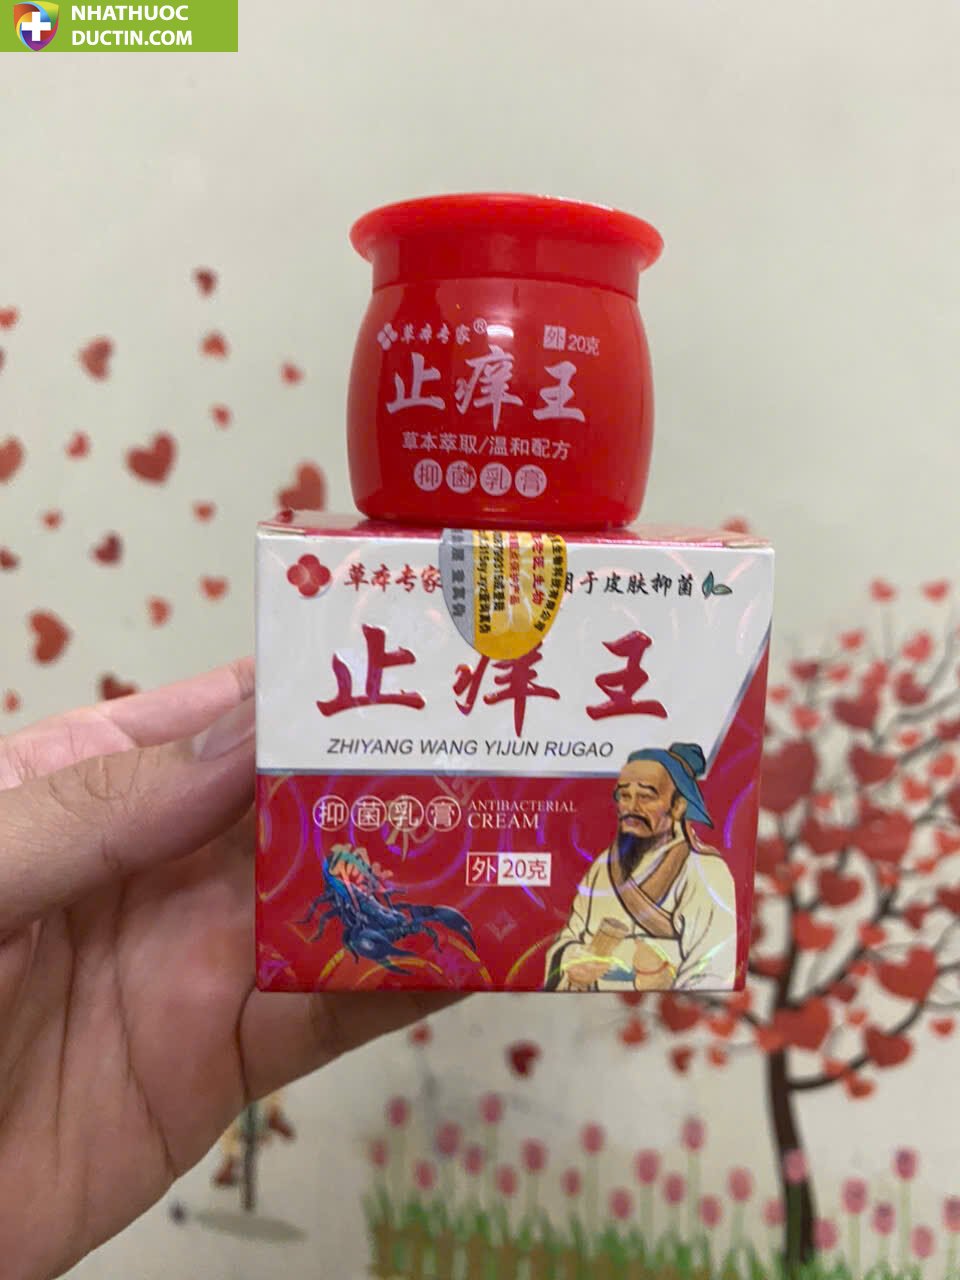 NHATHUOC
DUCTIN.COM
草本专家® 外 20克
止痒王
草本萃取/温和配方
抑菌乳膏
草本专家 用于皮肤抑菌
止痒王
ZHIYANG WANG YIJUN RUGAO
抑菌乳膏 ANTIBACTERIAL
CREAM
外 20克